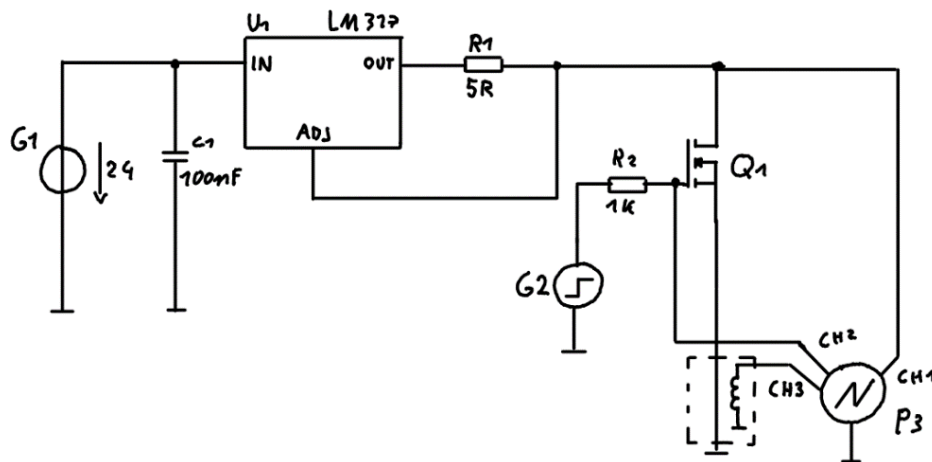 U1 LM317
IN
OUT
ADJ
R1
5R
G1
24
C1
100nF
R2
1K
Q1
G2
CH2
CH3
CH1
P3